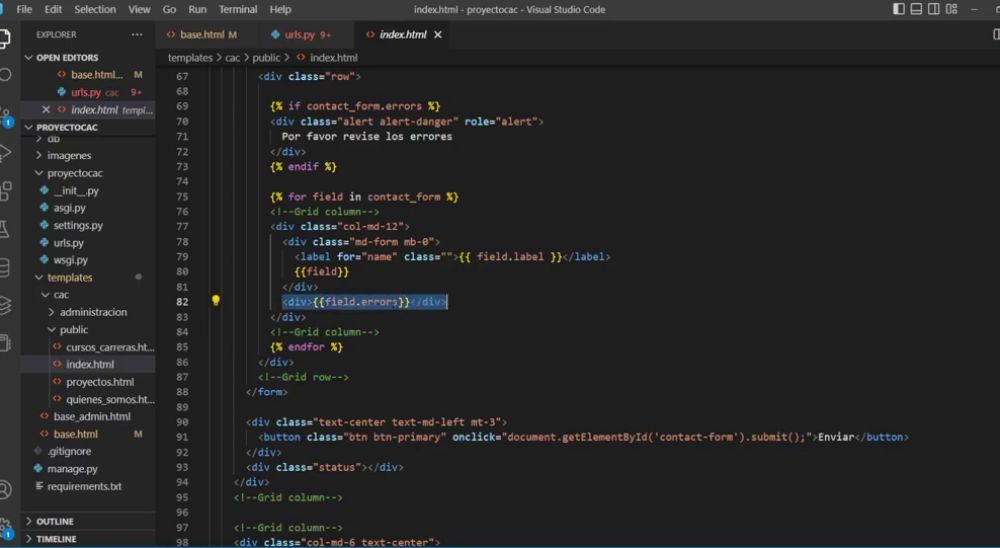 File Edit Selection View Go Run Terminal Help
index.html - proyectocac - Visual Studio Code
EXPLORER
OPEN EDITORS
base.html... M
urls.py cac 9+
index.html templ...
PROYECTOCAC
db
imagenes
proyectocac
__init__.py
asgi.py
settings.py
urls.py
wsgi.py
templates
cac
administracion
public
cursos_carreras.ht...
index.html
proyectos.html
quienes_somos.ht...
base_admin.html
base.html M
.gitignore
manage.py
requirements.txt
OUTLINE
TIMELINE
base.html M urls.py 9+ index.html
templates > cac > public > index.html
67 <div class="row">
68
69 {% if contact_form.errors %}
70 <div class="alert alert-danger" role="alert">
71 Por favor revise los errores
72 </div>
73 {% endif %}
74
75 {% for field in contact_form %}
76 <!--Grid column-->
77 <div class="col-md-12">
78 <div class="md-form mb-0">
79 <label for="name" class="">{{ field.label }}</label>
80 {{field}}
81 </div>
82 <div>{{field.errors}}</div>
83 </div>
84 <!--Grid column-->
85 {% endfor %}
86 </div>
87 <!--Grid row-->
88 </form>
89
90 <div class="text-center text-md-left mt-3">
91 <button class="btn btn-primary" onclick="document.getElementById('contact-form').submit();">Enviar</button>
92 </div>
93 <div class="status"></div>
94 </div>
95 <!--Grid column-->
96
97 <!--Grid column-->
98 <div class="col-md-6 text-center">